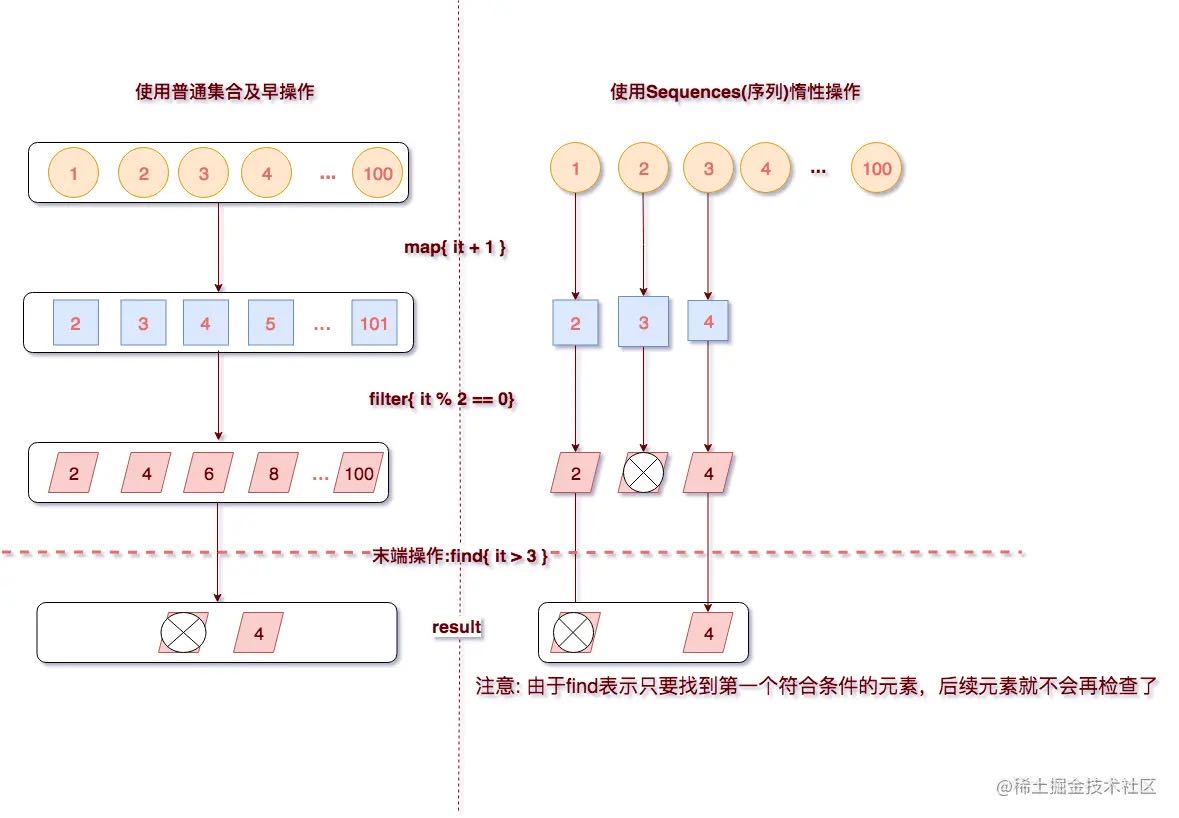 使用普通集合及早操作
使用Sequences(序列)惰性操作
1 2 3 4 ... 100
1 2 3 4 ... 100
map{ it + 1 }
2 3 4 5 ... 101
2 3 4
filter{ it % 2 == 0}
2 4 6 8 ... 100
2 4
末端操作:find{ it > 3 }
4
result
4
注意: 由于find表示只要找到第一个符合条件的元素，后续元素就不会再检查了
@稀土掘金技术社区